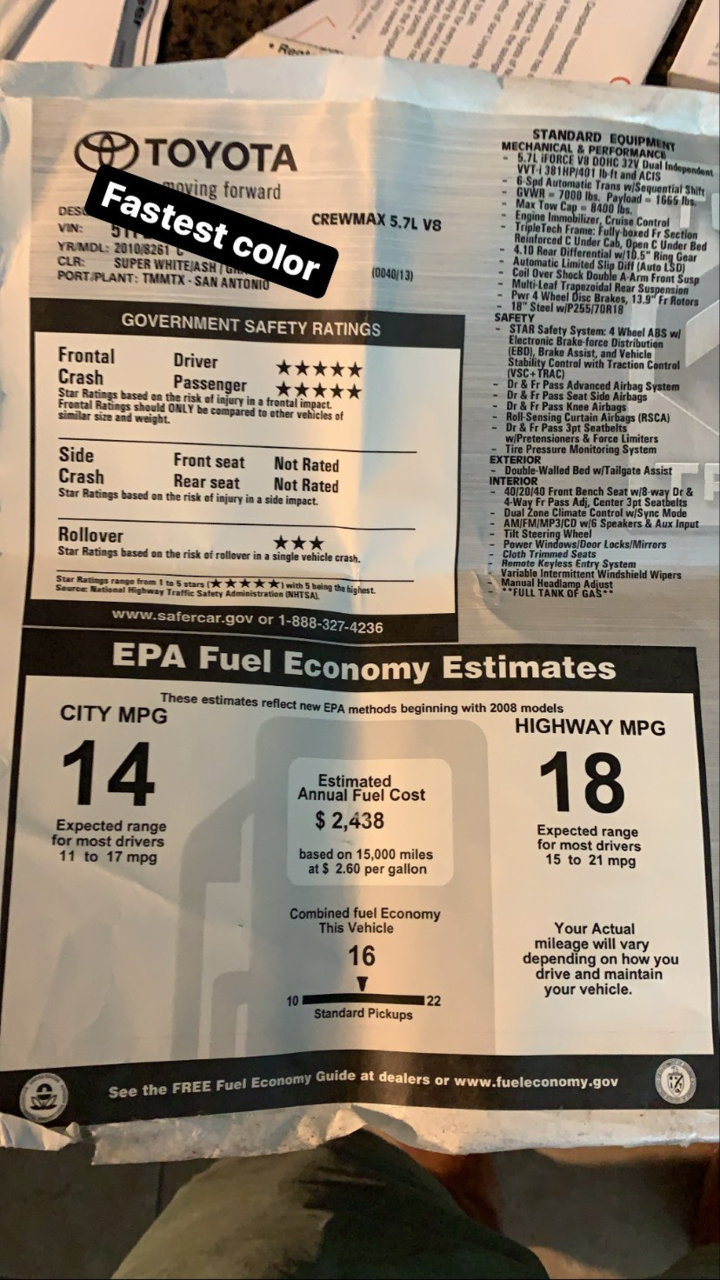 TOYOTA
moving forward
Fastest color
CREWMAX 5.7L V8
VIN:
YR/MDL: 2010/8261
CLR: SUPER WHITE/ASH
(0040/13)
PORT/PLANT: TMMTX - SAN ANTONIO
GOVERNMENT SAFETY RATINGS
Frontal Driver ★★★★★
Crash Passenger ★★★★★
Star Ratings based on the risk of injury in a frontal impact.
Frontal Ratings should ONLY be compared to other vehicles of
similar size and weight.
Side Front seat Not Rated
Crash Rear seat Not Rated
Star Ratings based on the risk of injury in a side impact.
Rollover ★★★
Star Ratings based on the risk of rollover in a single vehicle crash.
Star Ratings range from 1 to 5 stars (★★★★★) with 5 being the highest.
Source: National Highway Traffic Safety Administration (NHTSA).
www.safercar.gov or 1-888-327-4236
STANDARD EQUIPMENT
MECHANICAL & PERFORMANCE
- 5.7L iFORCE V8 DOHC 32V Dual Independent
VVT-i 381HP/401 lb-ft and ACIS
- 6-Spd Automatic Trans w/Sequential Shift
- GVWR = 7000 lbs. Payload = 1665 lbs.
- Max Tow Cap = 8400 lbs.
- Engine Immobilizer, Cruise Control
- TripleTech Frame: Fully-boxed Fr Section
Reinforced C Under Cab, Open C Under Bed
- 4.10 Rear Differential w/10.5" Ring Gear
- Automatic Limited Slip Diff (Auto LSD)
- Coil Over Shock Double A-Arm Front Susp
- Multi-Leaf Trapezoidal Rear Suspension
- Pwr 4 Wheel Disc Brakes, 13.9" Fr Rotors
- 18" Steel w/P255/70R18
SAFETY
- STAR Safety System: 4 Wheel ABS w/
Electronic Brake-force Distribution
(EBD), Brake Assist, and Vehicle
Stability Control with Traction Control
(VSC+TRAC)
- Dr & Fr Pass Advanced Airbag System
- Dr & Fr Pass Seat Side Airbags
- Dr & Fr Pass Knee Airbags
- Roll-Sensing Curtain Airbags (RSCA)
- Dr & Fr Pass 3pt Seatbelts
w/Pretensioners & Force Limiters
- Tire Pressure Monitoring System
EXTERIOR
- Double-Walled Bed w/Tailgate Assist
INTERIOR
- 40/20/40 Front Bench Seat w/8-way Dr &
4-Way Fr Pass Adj, Center 3pt Seatbelts
- Dual Zone Climate Control w/Sync Mode
- AM/FM/MP3/CD w/6 Speakers & Aux Input
- Tilt Steering Wheel
- Power Windows/Door Locks/Mirrors
- Cloth Trimmed Seats
- Remote Keyless Entry System
- Variable Intermittent Windshield Wipers
- Manual Headlamp Adjust
- **FULL TANK OF GAS**
EPA Fuel Economy Estimates
These estimates reflect new EPA methods beginning with 2008 models
CITY MPG
14
Expected range
for most drivers
11 to 17 mpg
Estimated
Annual Fuel Cost
$ 2,438
based on 15,000 miles
at $ 2.60 per gallon
Combined fuel Economy
This Vehicle
16
10 22
Standard Pickups
HIGHWAY MPG
18
Expected range
for most drivers
15 to 21 mpg
Your Actual
mileage will vary
depending on how you
drive and maintain
your vehicle.
See the FREE Fuel Economy Guide at dealers or www.fueleconomy.gov